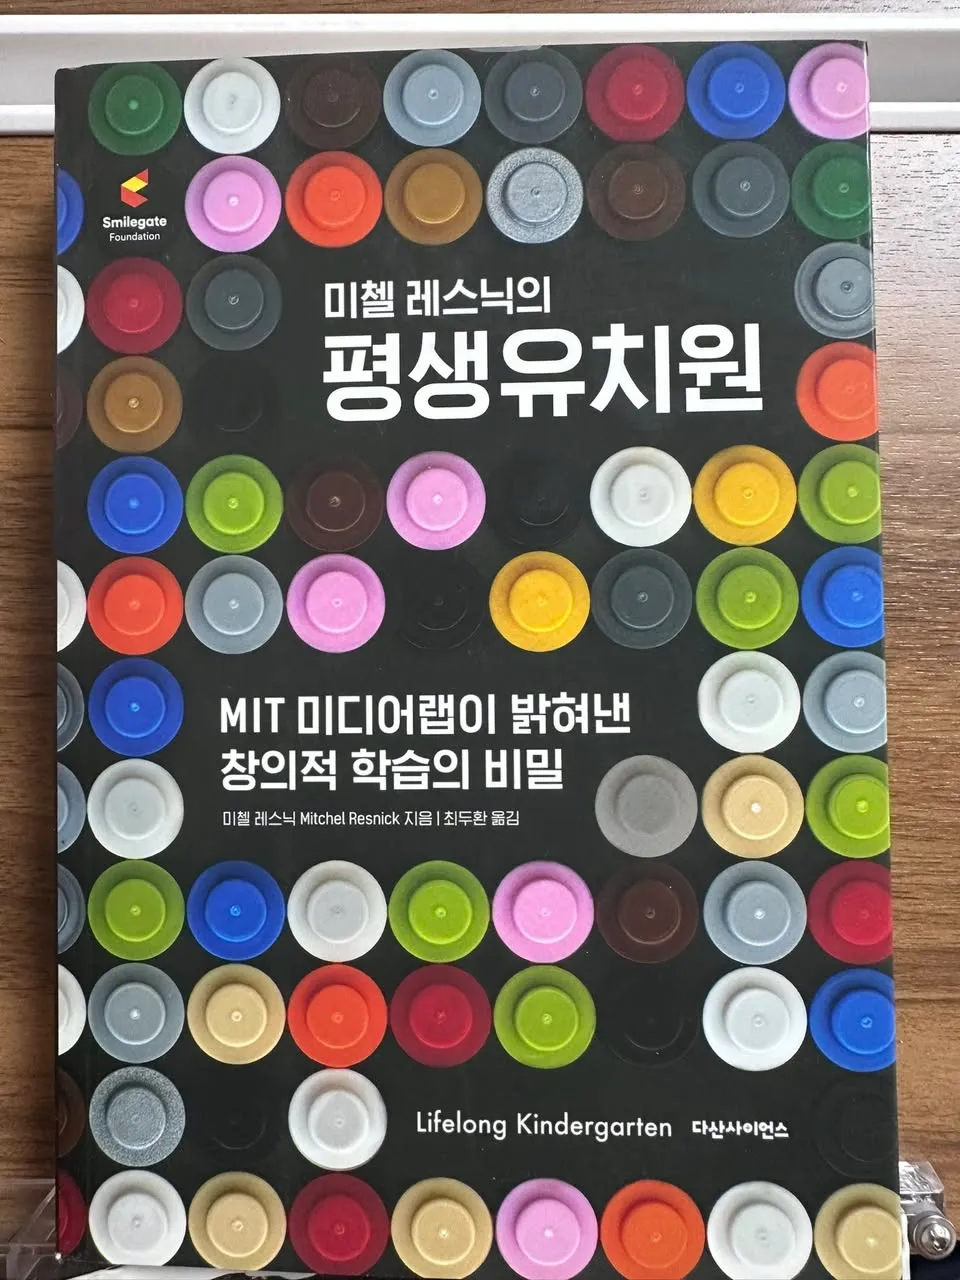 Smilegate
Foundation
미첼 레스닉의
평생유치원
MIT 미디어랩이 밝혀낸
창의적 학습의 비밀
미첼 레스닉 Mitchel Resnick 지음 | 최두환 옮김
Lifelong Kindergarten 다산사이언스